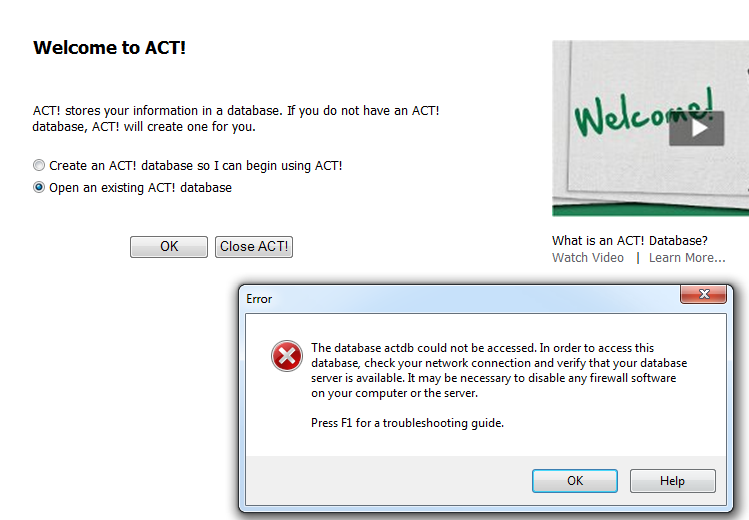 Welcome to ACT!
ACT! stores your information in a database. If you do not have an ACT!
database, ACT! will create one for you.
Create an ACT! database so I can begin using ACT!
Open an existing ACT! database
OK
Close ACT!
Welcome!
What is an ACT! Database?
Watch Video | Learn More...
Error
The database actdb could not be accessed. In order to access this
database, check your network connection and verify that your database
server is available. It may be necessary to disable any firewall software
on your computer or the server.
Press F1 for a troubleshooting guide.
OK
Help